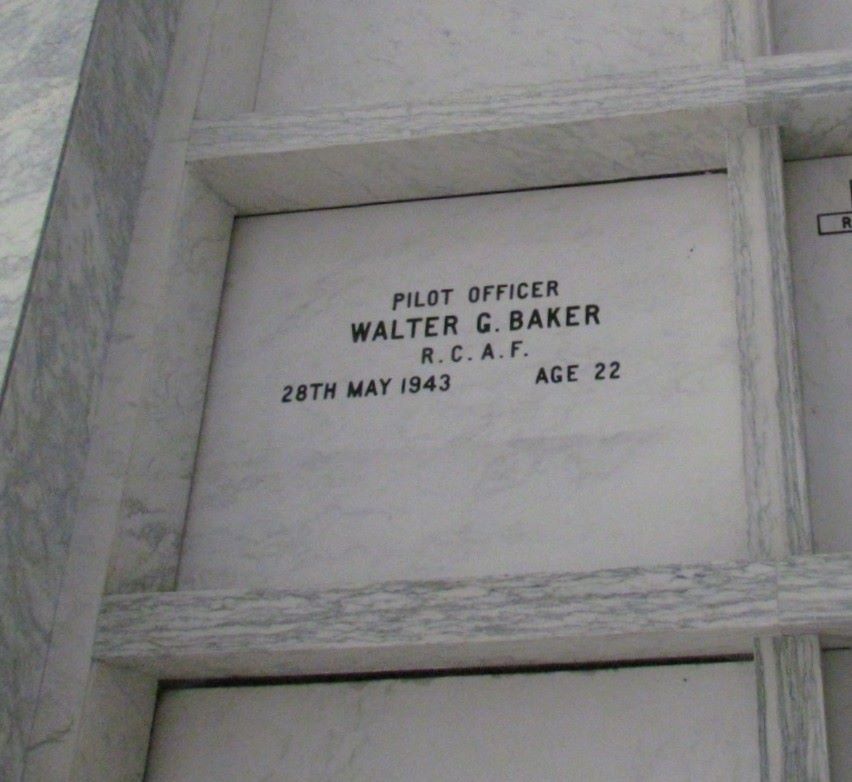 PILOT OFFICER
WALTER G. BAKER
R.C.A.F.
28TH MAY 1943 AGE 22